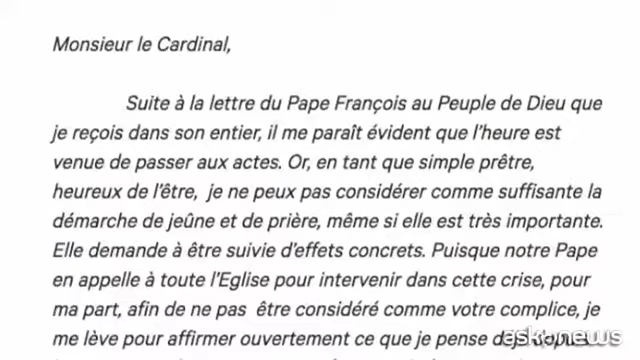 Monsieur le Cardinal,
Suite à la lettre du Pape François au Peuple de Dieu que
je reçois dans son entier, il me paraît évident que l'heure est
venue de passer aux actes. Or, en tant que simple prêtre,
heureux de l'être, je ne peux pas considérer comme suffisante la
démarche de jeûne et de prière, même si elle est très importante.
Elle demande à être suivie d'effets concrets. Puisque notre Pape
en appelle à toute l'Eglise pour intervenir dans cette crise, pour
ma part, afin de ne pas être considéré comme votre complice, je
me lève pour affirmer ouvertement ce que je pense
askanews